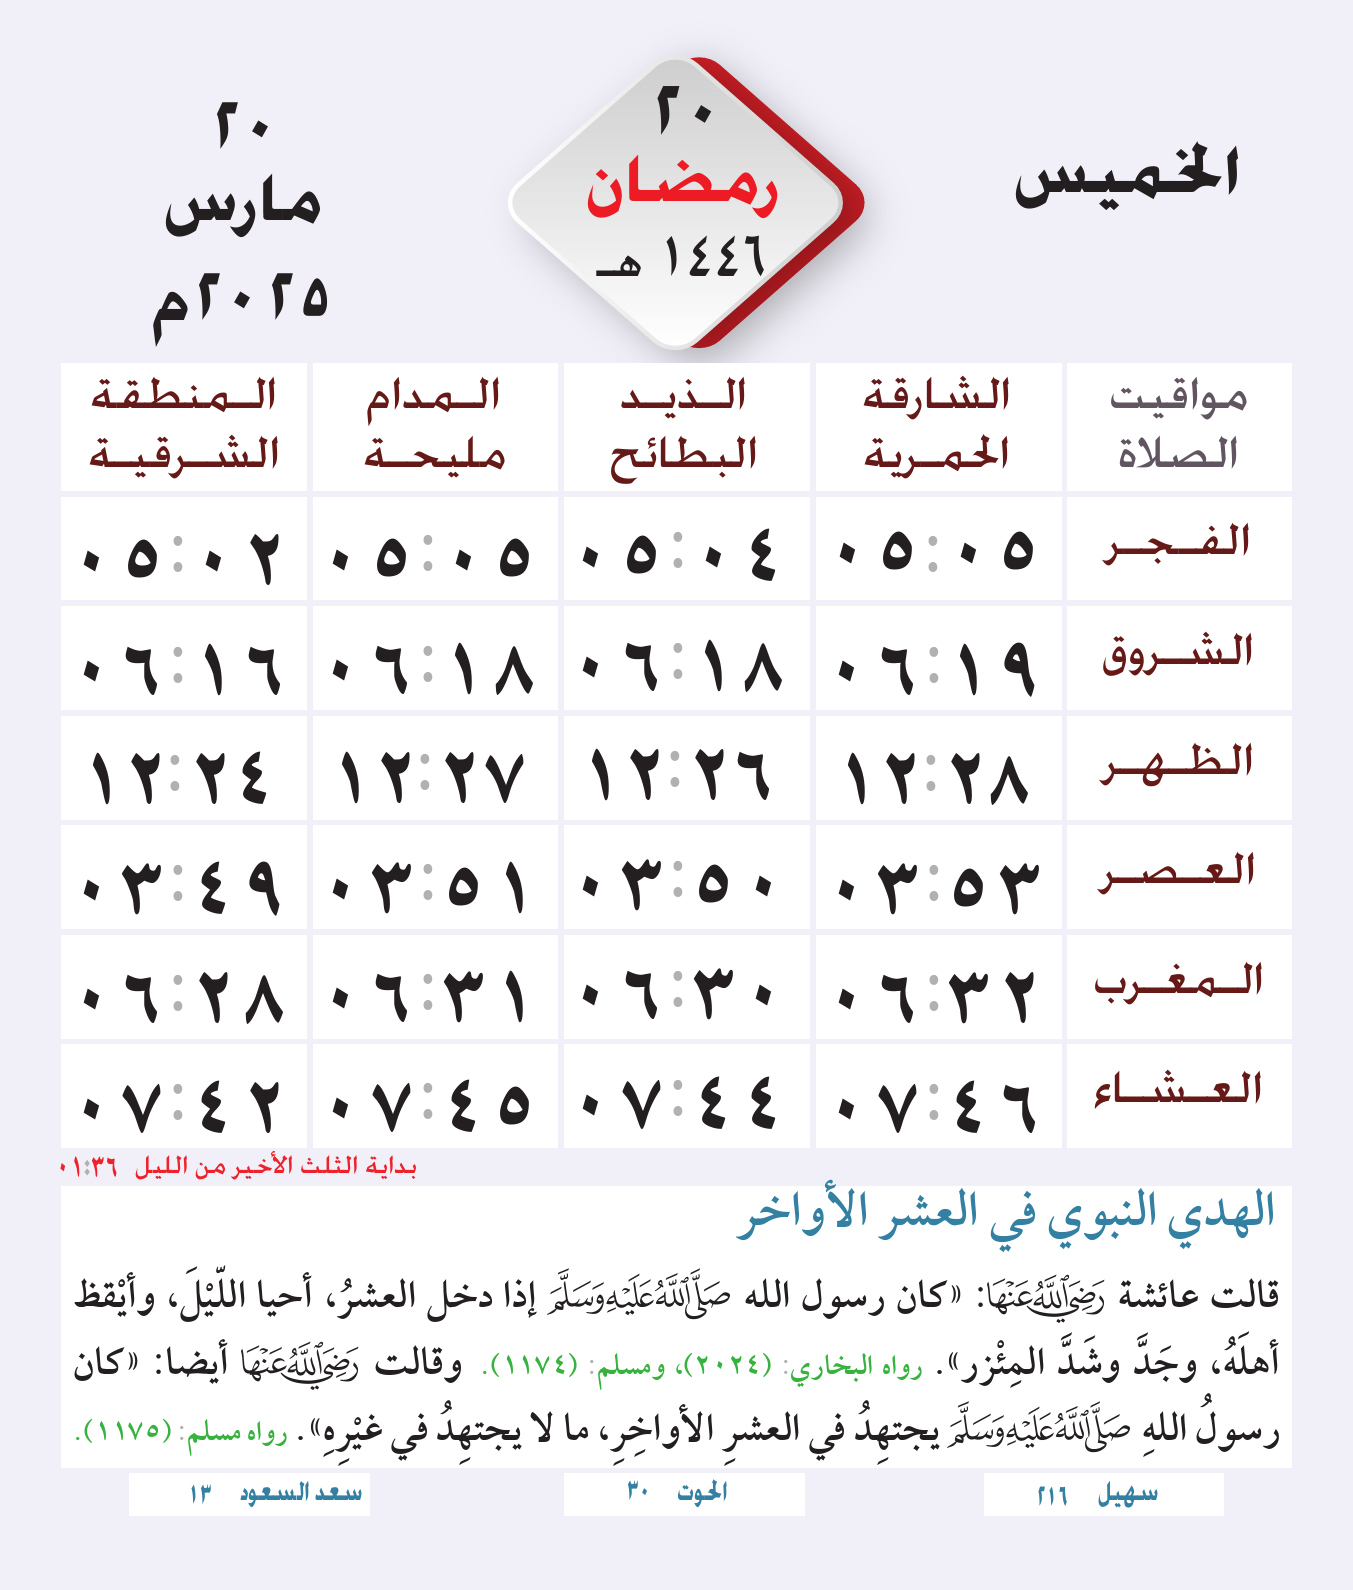 الخميس
٢٠
رمضان
١٤٤٦ هـ
٢٠
مارس
٢٠٢٥م
مواقيت الصلاة
الشارقة الحمرية
الذيد البطائح
المدام مليحة
المنطقة الشرقية
الفجر ٠٥:٠٥ ٠٥:٠٤ ٠٥:٠٥ ٠٥:٠٢
الشروق ٠٦:١٩ ٠٦:١٨ ٠٦:١٨ ٠٦:١٦
الظهر ١٢:٢٨ ١٢:٢٦ ١٢:٢٧ ١٢:٢٤
العصر ٠٣:٥٣ ٠٣:٥٠ ٠٣:٥١ ٠٣:٤٩
المغرب ٠٦:٣٢ ٠٦:٣٠ ٠٦:٣١ ٠٦:٢٨
العشاء ٠٧:٤٦ ٠٧:٤٤ ٠٧:٤٥ ٠٧:٤٢
بداية الثلث الأخير من الليل ٠١:٣٦
الهدي النبوي في العشر الأواخر
قالت عائشة رَضِيَ اللَّهُ عَنْهَا: «كان رسول الله صَلَّى اللَّهُ عَلَيْهِ وَسَلَّمَ إذا دخل العشرُ، أحيا اللّيْلَ، وأيْقظ
أهلَهُ، وجَدَّ وشَدَّ المِئْزر». رواه البخاري: (٢٠٢٤)، ومسلم: (١١٧٤). وقالت رَضِيَ اللَّهُ عَنْهَا أيضا: «كان
رسولُ اللهِ صَلَّى اللَّهُ عَلَيْهِ وَسَلَّمَ يجتهِدُ في العشرِ الأواخِرِ، ما لا يجتهِدُ في غيْرِهِ». رواه مسلم: (١١٧٥).
سهيل ٢١٦
الحوت ٣٠
سعد السعود ١٣